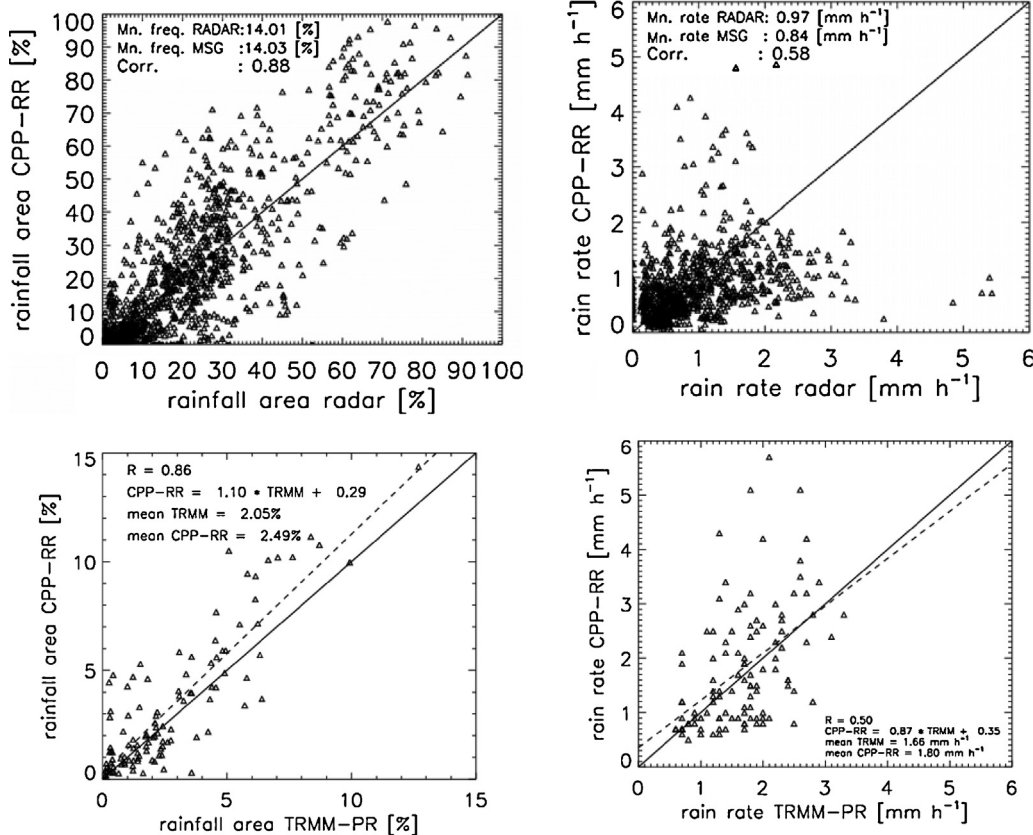 Mn. freq. RADAR:14.01 [%]
Mn. freq. MSG :14.03 [%]
Corr. : 0.88
rainfall area CPP-RR [%]
100
90
80
70
60
50
40
30
20
10
0
0 10 20 30 40 50 60 70 80 90 100
rainfall area radar [%]
Mn. rate RADAR: 0.97 [mm h⁻¹]
Mn. rate MSG : 0.84 [mm h⁻¹]
Corr. : 0.58
rain rate CPP-RR [mm h⁻¹]
6
5
4
3
2
1
0
0 1 2 3 4 5 6
rain rate radar [mm h⁻¹]
R = 0.86
CPP-RR = 1.10 * TRMM + 0.29
mean TRMM = 2.05%
mean CPP-RR = 2.49%
rainfall area CPP-RR [%]
15
10
5
0
0 5 10 15
rainfall area TRMM-PR [%]
rain rate CPP-RR [mm h⁻¹]
6
5
4
3
2
1
0
R = 0.50
CPP-RR = 0.87 * TRMM + 0.35
mean TRMM = 1.66 mm h⁻¹
mean CPP-RR = 1.80 mm h⁻¹
0 1 2 3 4 5 6
rain rate TRMM-PR [mm h⁻¹]